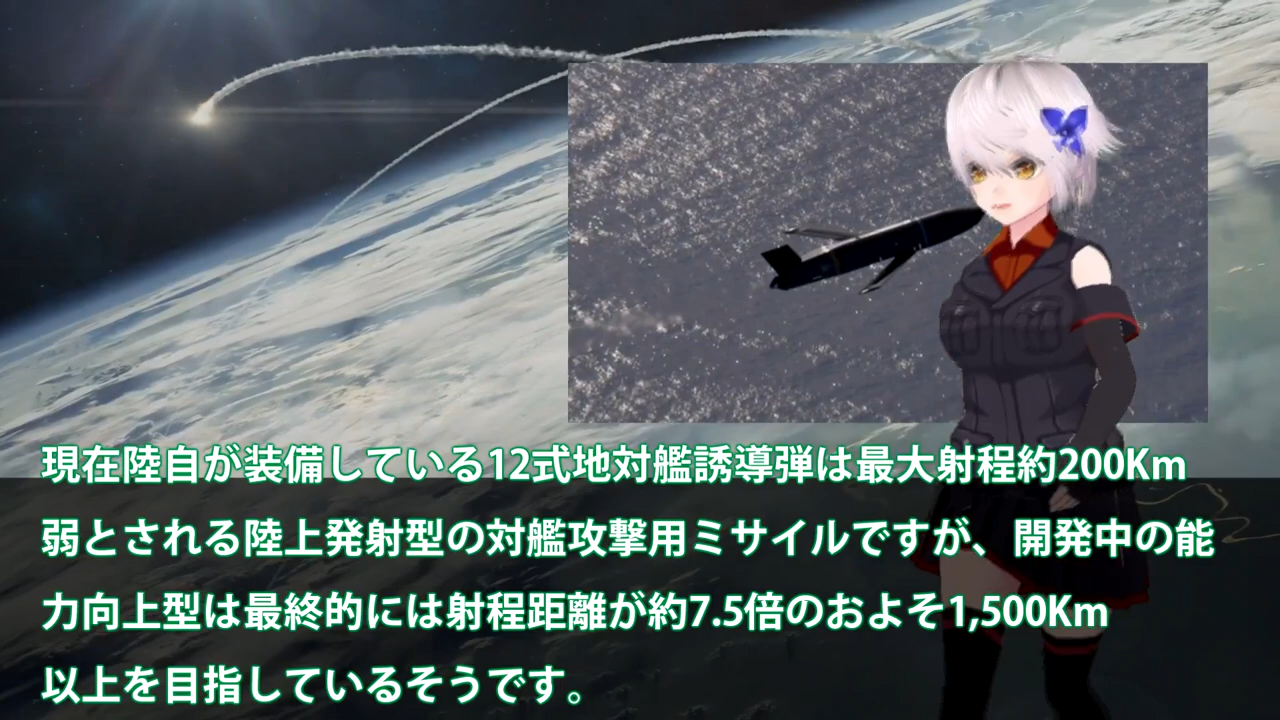 現在陸自が装備している12式地対艦誘導弾は最大射程約200Km
弱とされる陸上発射型の対艦攻撃用ミサイルですが、開発中の能
力向上型は最終的には射程距離が約7.5倍のおよそ1,500Km
以上を目指しているそうです。